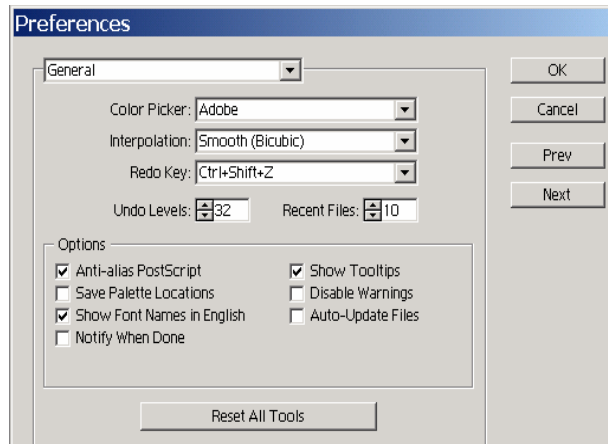 Preferences
General
OK
Color Picker: Adobe
Cancel
Interpolation: Smooth (Bicubic)
Prev
Redo Key: Ctrl+Shift+Z
Next
Undo Levels: 32 Recent Files: 10
Options
Anti-alias PostScript Show Tooltips
Save Palette Locations Disable Warnings
Show Font Names in English Auto-Update Files
Notify When Done
Reset All Tools